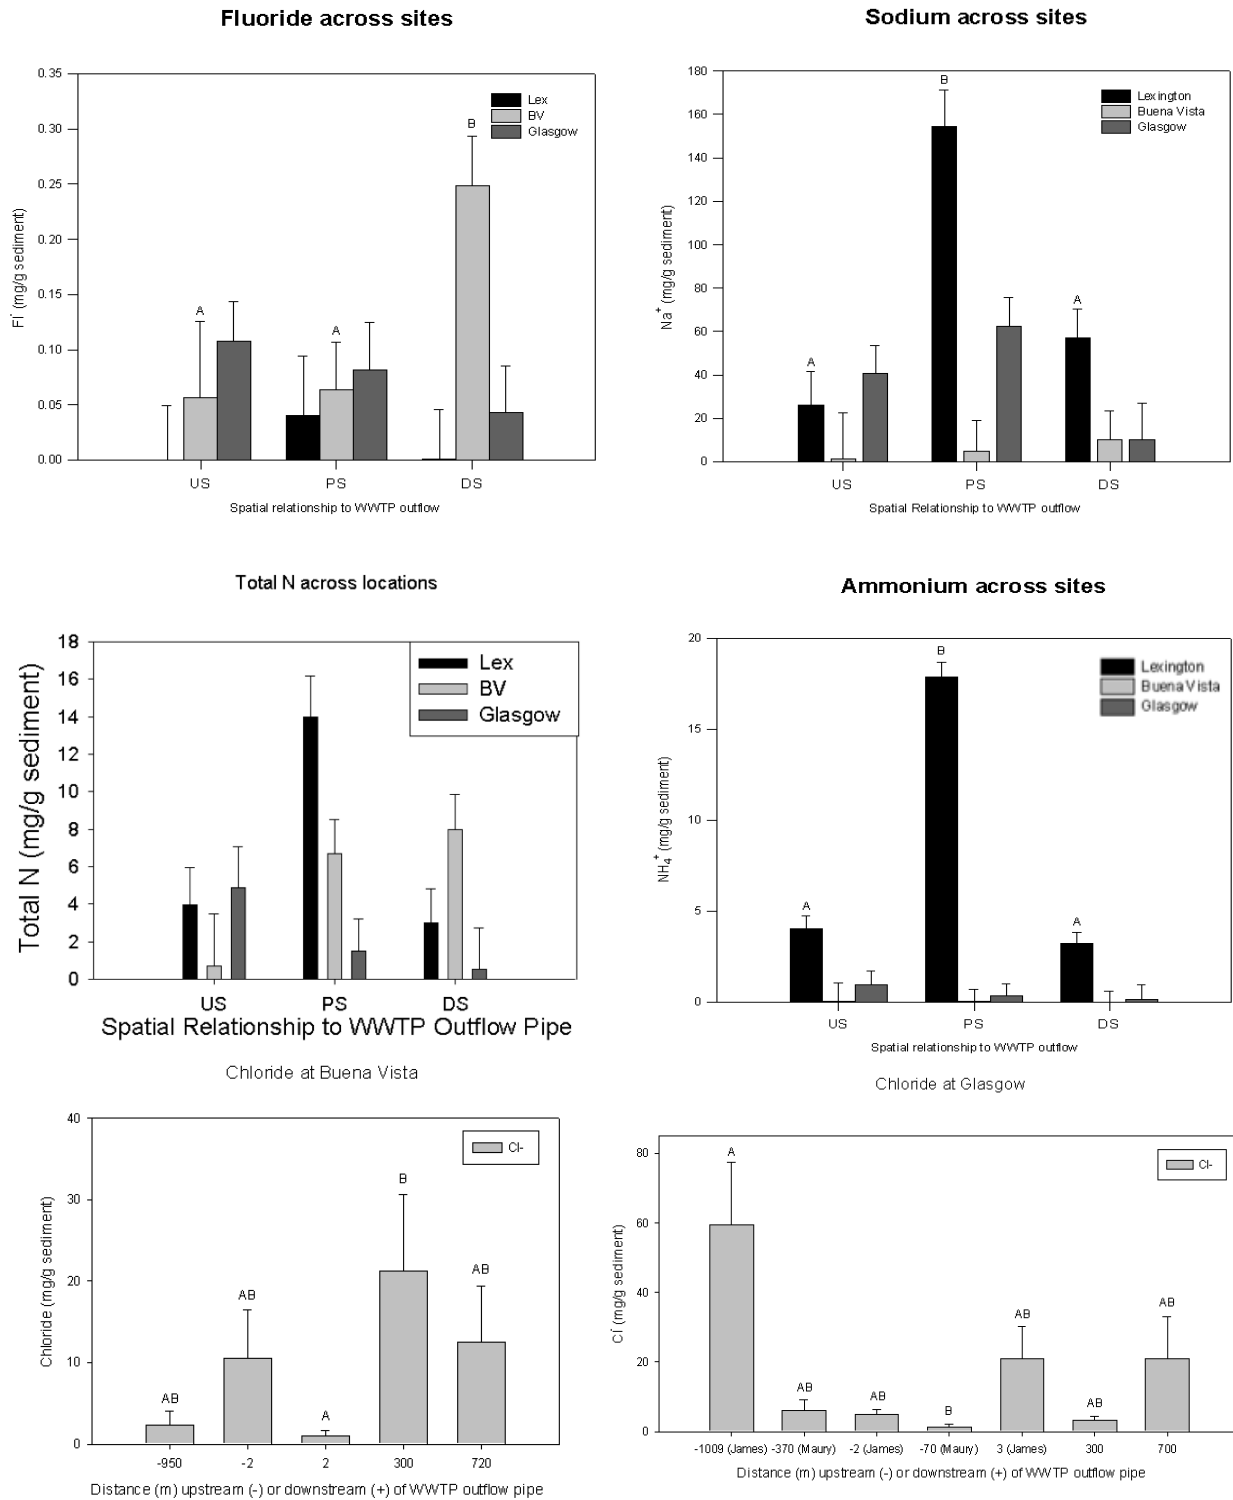 Fluoride across sites
0.35
0.30
0.25
0.20
0.15
0.10
0.05
0.00
Fl- (mg/g sediment)
Lex
BV
Glasgow
A
A
B
US
PS
DS
Spatial relationship to WWTP outflow
Sodium across sites
180
160
140
120
100
80
60
40
20
0
Na+ (mg/g sediment)
Lexington
Buena Vista
Glasgow
A
B
A
US
PS
DS
Spatial Relationship to WWTP outflow
Total N across locations
18
16
14
12
10
8
6
4
2
0
Total N (mg/g sediment)
Lex
BV
Glasgow
US
PS
DS
Spatial Relationship to WWTP Outflow Pipe
Ammonium across sites
20
15
10
5
0
NH4+ (mg/g sediment)
Lexington
Buena Vista
Glasgow
A
B
A
US
PS
DS
Spatial relationship to WWTP outflow
Chloride at Buena Vista
40
30
20
10
0
Chloride (mg/g sediment)
Cl-
AB
AB
A
B
AB
-950
-2
2
300
720
Distance (m) upstream (-) or downstream (+) of WWTP outflow pipe
Chloride at Glasgow
80
60
40
20
0
Cl- (mg/g sediment)
Cl-
A
AB
AB
B
AB
AB
AB
-1009 (James)
-370 (Maury)
-2 (James)
-70 (Maury)
3 (James)
300
700
Distance (m) upstream (-) or downstream (+) of WWTP outflow pipe